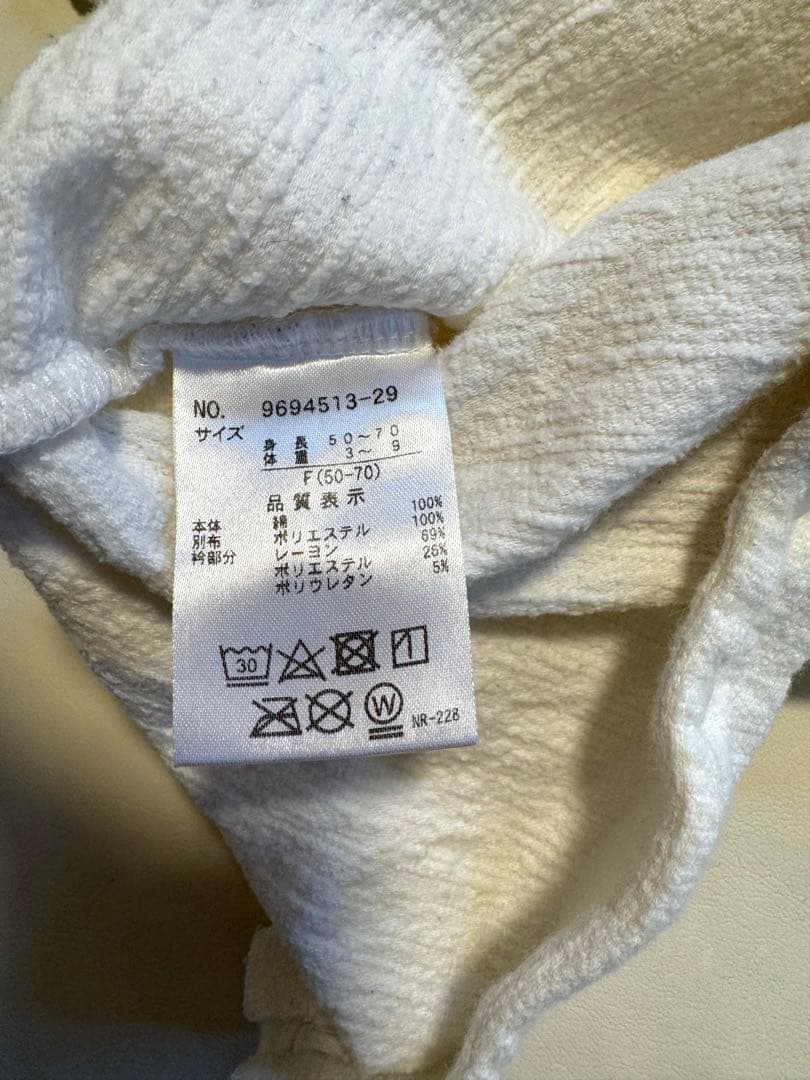 NO. 9694513-29
サイズ 身長 50~70
体重 3~ 9
F(50-70)
品質表示
本体 綿 100%
別布 ポリエステル 100%
衿部分 レーヨン 69%
ポリエステル 26%
ポリウレタン 5%
30
W NR-228